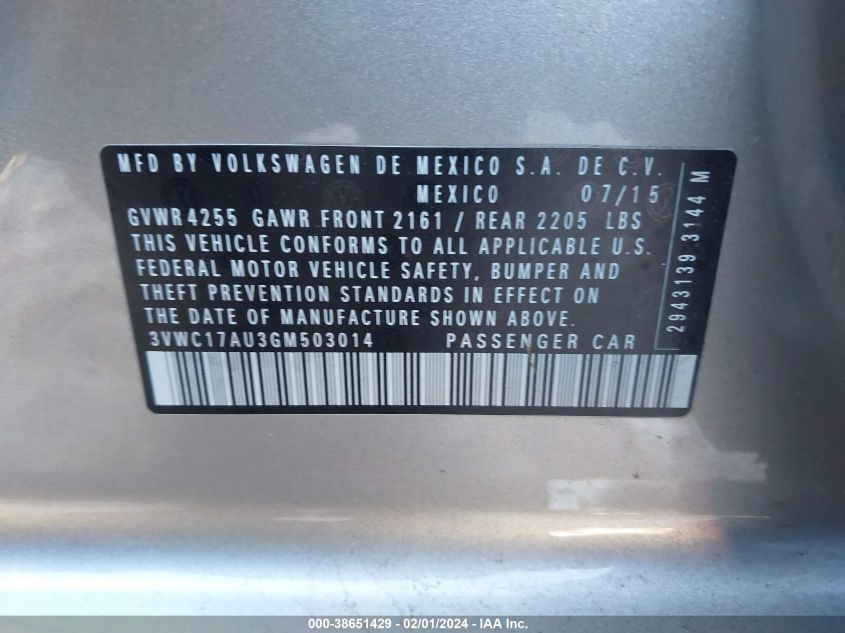 MFD BY VOLKSWAGEN DE MEXICO S.A. DE C.V.
MEXICO 07/15
GVWR 4255 GAWR FRONT 2161 / REAR 2205 LBS
THIS VEHICLE CONFORMS TO ALL APPLICABLE U.S.
FEDERAL MOTOR VEHICLE SAFETY, BUMPER AND
THEFT PREVENTION STANDARDS IN EFFECT ON
THE DATE OF MANUFACTURE SHOWN ABOVE.
3VWC17AU3GM503014 PASSENGER CAR
2943139 3144 M
000-38651429 - 02/01/2024 - IAA Inc.